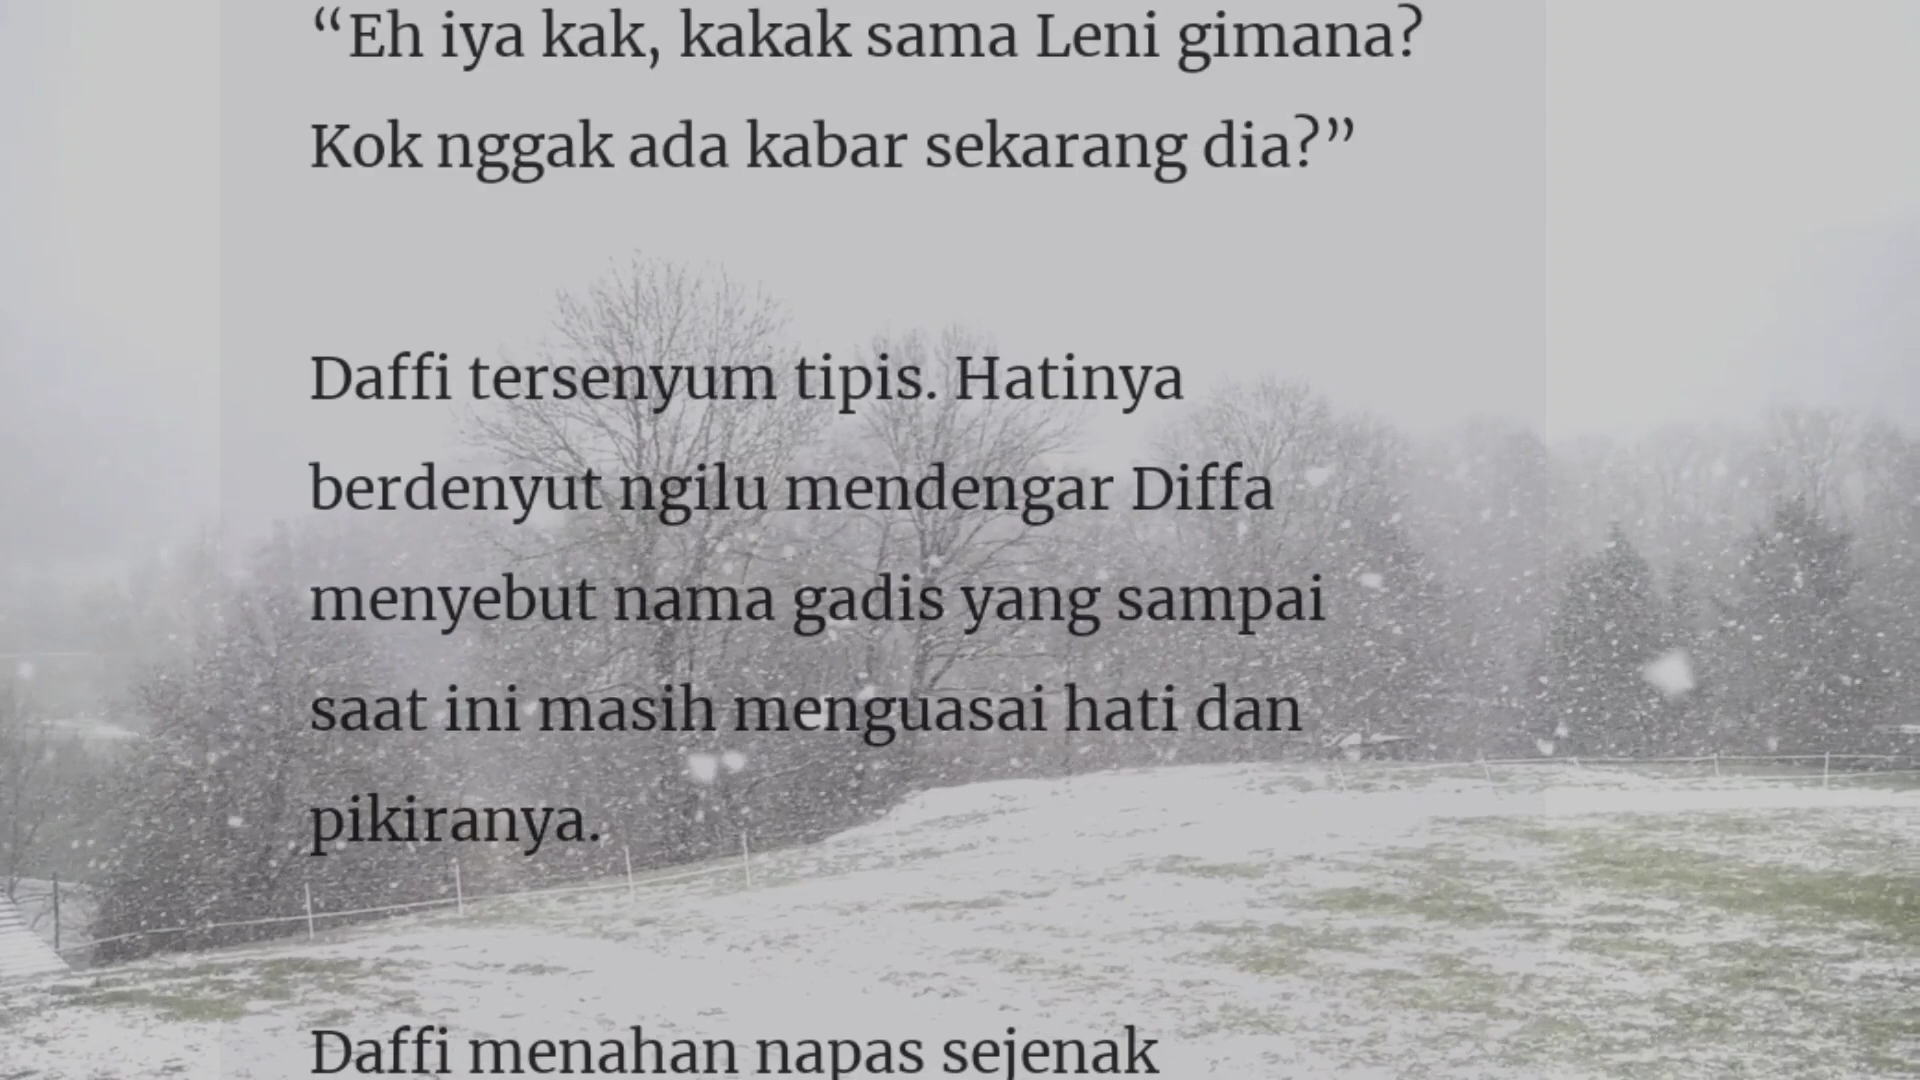 “Eh iya kak, kakak sama Leni gimana?
Kok nggak ada kabar sekarang dia?”
Daffi tersenyum tipis. Hatinya
berdenyut ngilu mendengar Diffa
menyebut nama gadis yang sampai
saat ini masih menguasai hati dan
pikiranya.
Daffi menahan napas sejenak